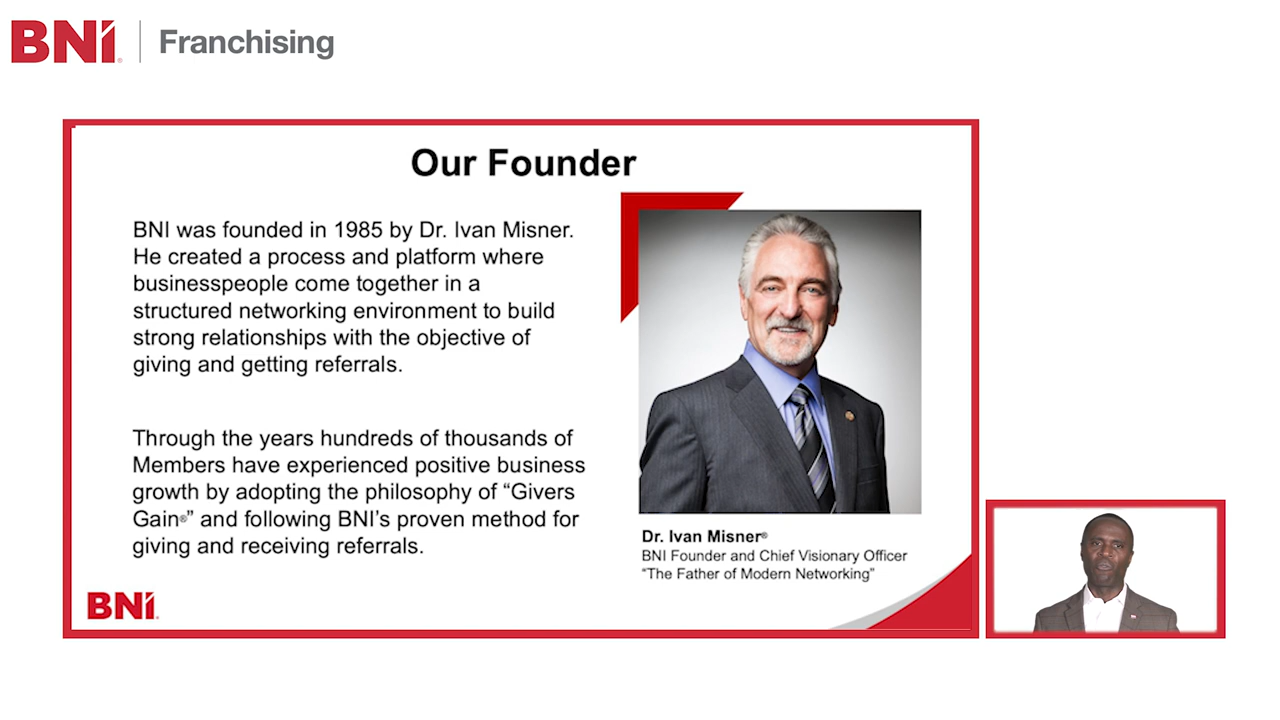 BNI® | Franchising
Our Founder
BNI was founded in 1985 by Dr. Ivan Misner.
He created a process and platform where
businesspeople come together in a
structured networking environment to build
strong relationships with the objective of
giving and getting referrals.
Through the years hundreds of thousands of
Members have experienced positive business
growth by adopting the philosophy of “Givers
Gain®” and following BNI’s proven method for
giving and receiving referrals.
Dr. Ivan Misner®
BNI Founder and Chief Visionary Officer
“The Father of Modern Networking”
BNI®